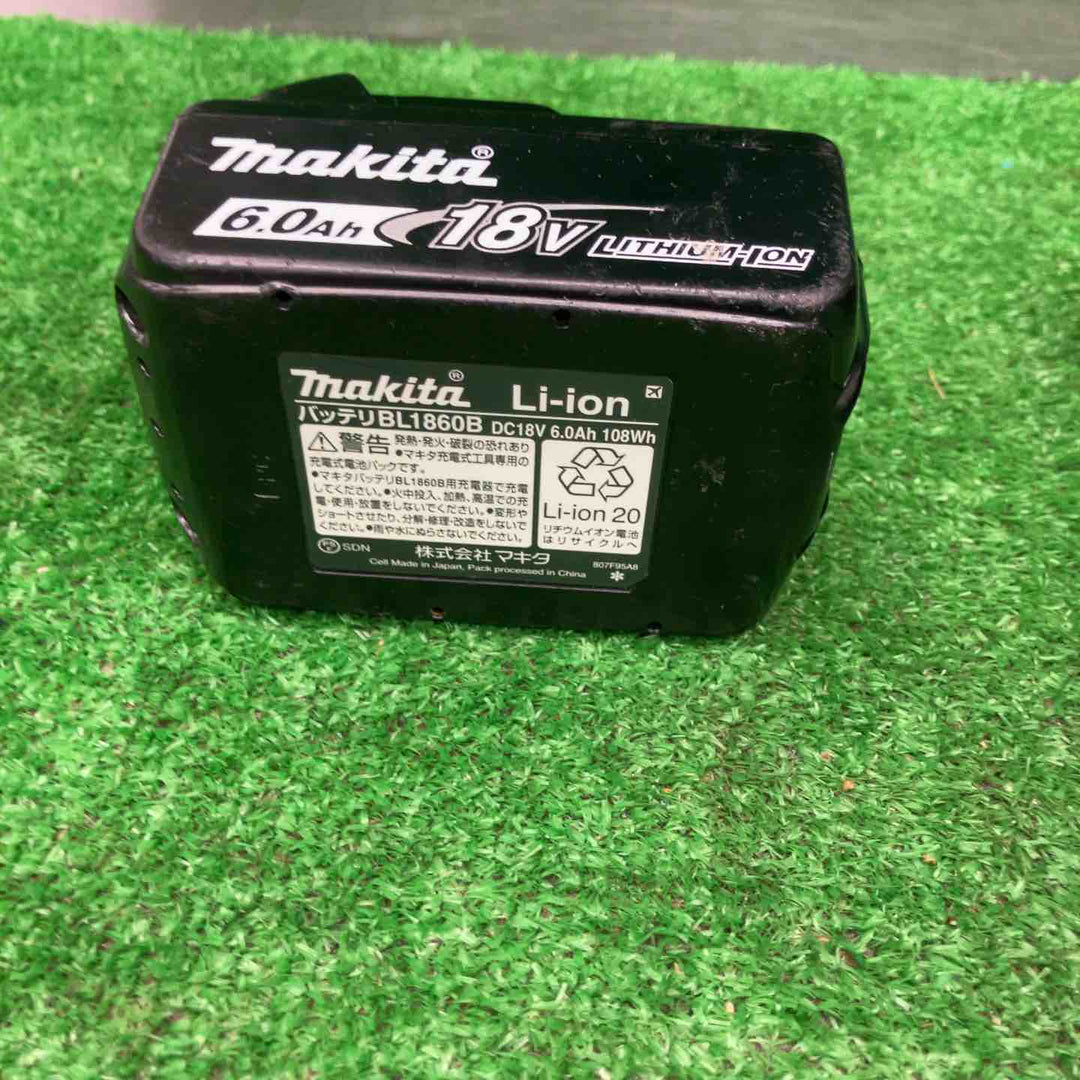 makita®
6.0Ah 18V LITHIUM-ION
makita® Li-ion
バッテリBL1860B DC18V 6.0Ah 108Wh
警告 発熱・発火・破裂の恐れあり
●マキタ充電式工具専用の
充電式電池パックです。
●マキタバッテリBL1860B用充電器で充電
してください。●火中投入、加熱、高温での充
電・使用・放置をしないでください。●変形や
ショートさせたり、分解・修理・改造をしないで
ください。●雨や水にぬらさないでください。
Li-ion 20
リチウムイオン電池
はリサイクルへ
PS E SDN 株式会社マキタ
Cell Made in Japan, Pack processed in China
807F95A8